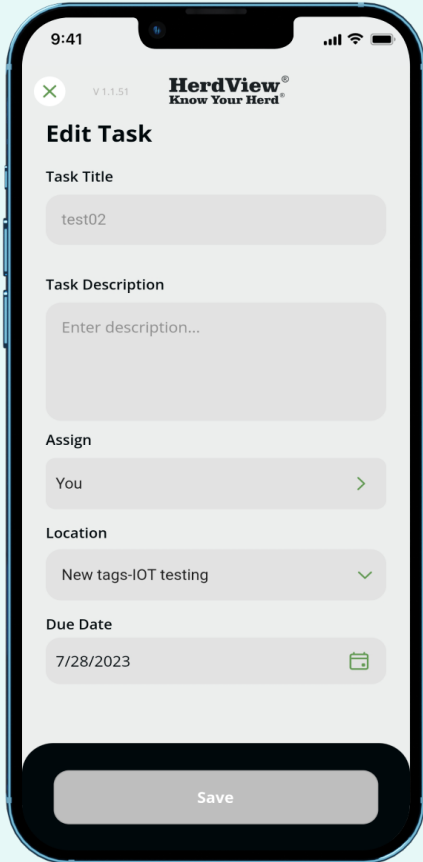 9:41
V 1.1.51
HerdView®
Know Your Herd®
Edit Task
Task Title
test02
Task Description
Enter description...
Assign
You
Location
New tags-IOT testing
Due Date
7/28/2023
Save